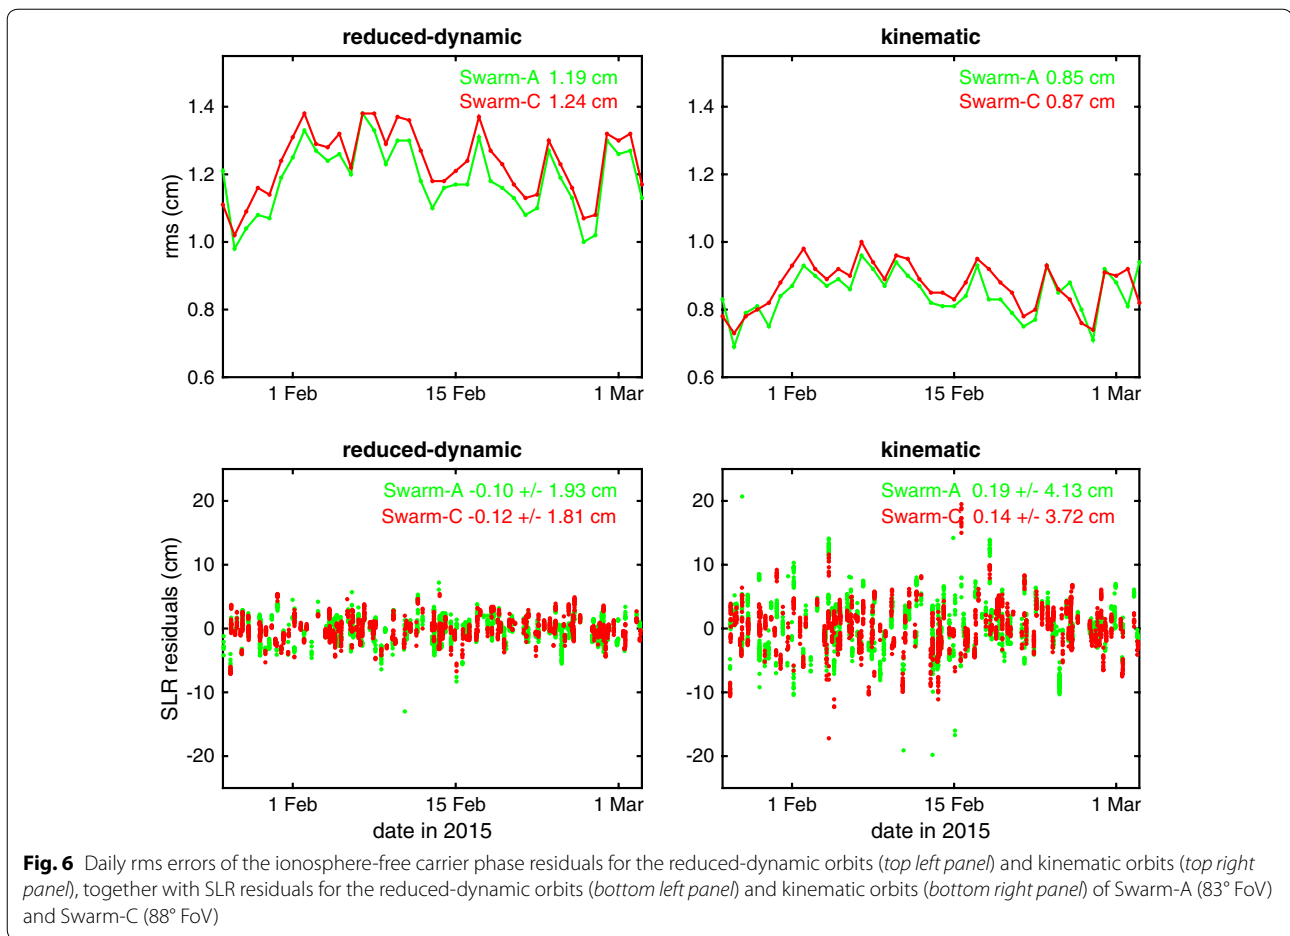 reduced-dynamic
Swarm-A 1.19 cm
Swarm-C 1.24 cm
1.4
1.2
1.0
0.8
0.6
rms (cm)
1 Feb
15 Feb
1 Mar
kinematic
Swarm-A 0.85 cm
Swarm-C 0.87 cm
1.4
1.2
1.0
0.8
0.6
1 Feb
15 Feb
1 Mar
reduced-dynamic
Swarm-A -0.10 +/- 1.93 cm
Swarm-C -0.12 +/- 1.81 cm
20
10
0
-10
-20
SLR residuals (cm)
1 Feb
15 Feb
1 Mar
date in 2015
kinematic
Swarm-A 0.19 +/- 4.13 cm
Swarm-C 0.14 +/- 3.72 cm
20
10
0
-10
-20
1 Feb
15 Feb
1 Mar
date in 2015
Fig. 6 Daily rms errors of the ionosphere-free carrier phase residuals for the reduced-dynamic orbits (top left panel) and kinematic orbits (top right
panel), together with SLR residuals for the reduced-dynamic orbits (bottom left panel) and kinematic orbits (bottom right panel) of Swarm-A (83° FoV)
and Swarm-C (88° FoV)